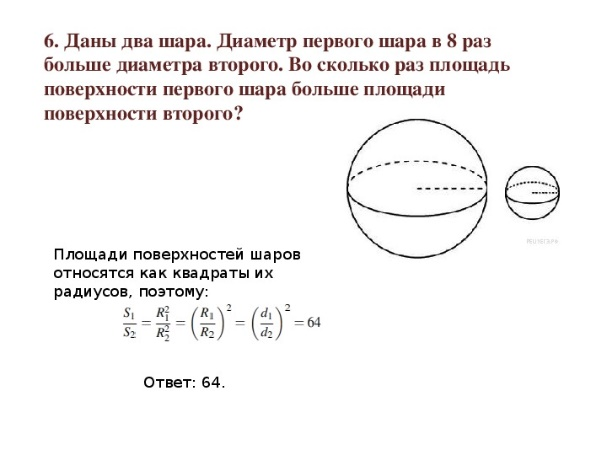 6. Даны два шара. Диаметр первого шара в 8 раз
больше диаметра второго. Во сколько раз площадь
поверхности первого шара больше площади
поверхности второго?
Площади поверхностей шаров
относятся как квадраты их
радиусов, поэтому:
S₁/S₂ = R₁²/R₂² = (R₁/R₂)² = (d₁/d₂)² = 64
Ответ: 64.